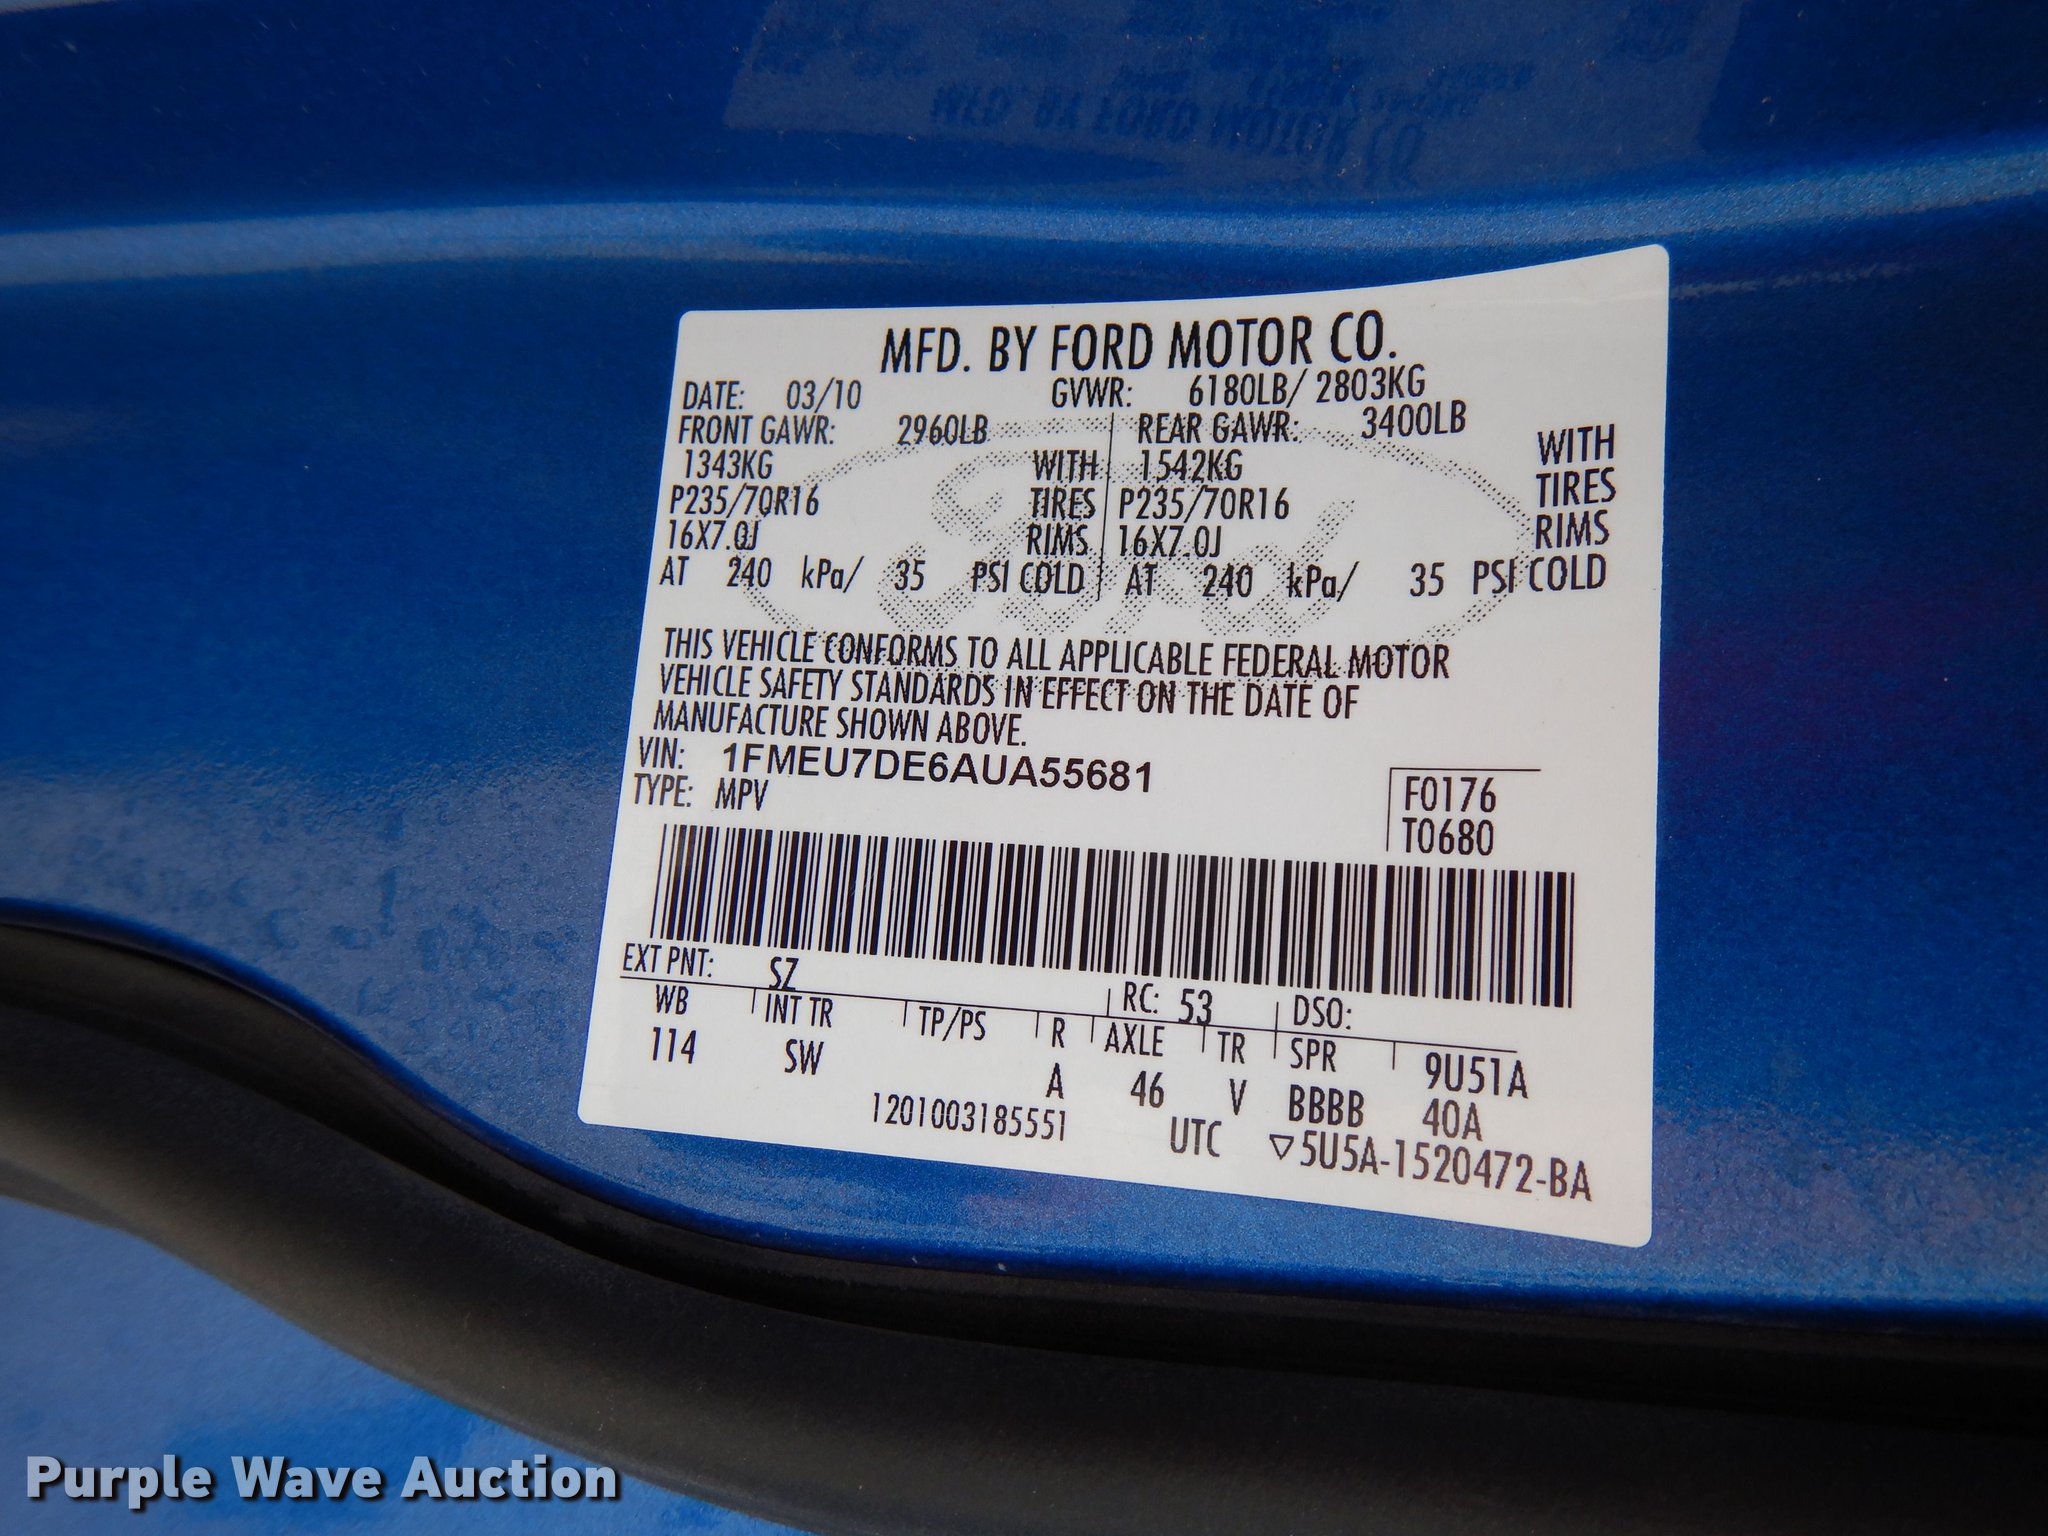 MFD. BY FORD MOTOR CO.
DATE: 03/10 GVWR: 6180LB/ 2803KG
FRONT GAWR: 2960LB REAR GAWR: 3400LB
1343KG WITH 1542KG WITH
P235/70R16 TIRES P235/70R16 TIRES
16X7.0J RIMS 16X7.0J RIMS
AT 240 kPa/ 35 PSI COLD AT 240 kPa/ 35 PSI COLD
Ford
THIS VEHICLE CONFORMS TO ALL APPLICABLE FEDERAL MOTOR
VEHICLE SAFETY STANDARDS IN EFFECT ON THE DATE OF
MANUFACTURE SHOWN ABOVE.
VIN: 1FMEU7DE6AUA55681
TYPE: MPV
F0176
T0680
EXT PNT: SZ RC: 53 DSO:
WB INT TR TP/PS R AXLE TR SPR 9U51A
114 SW A 46 V BBBB 40A
1201003185551 UTC ▽5U5A-1520472-BA
Purple Wave Auction